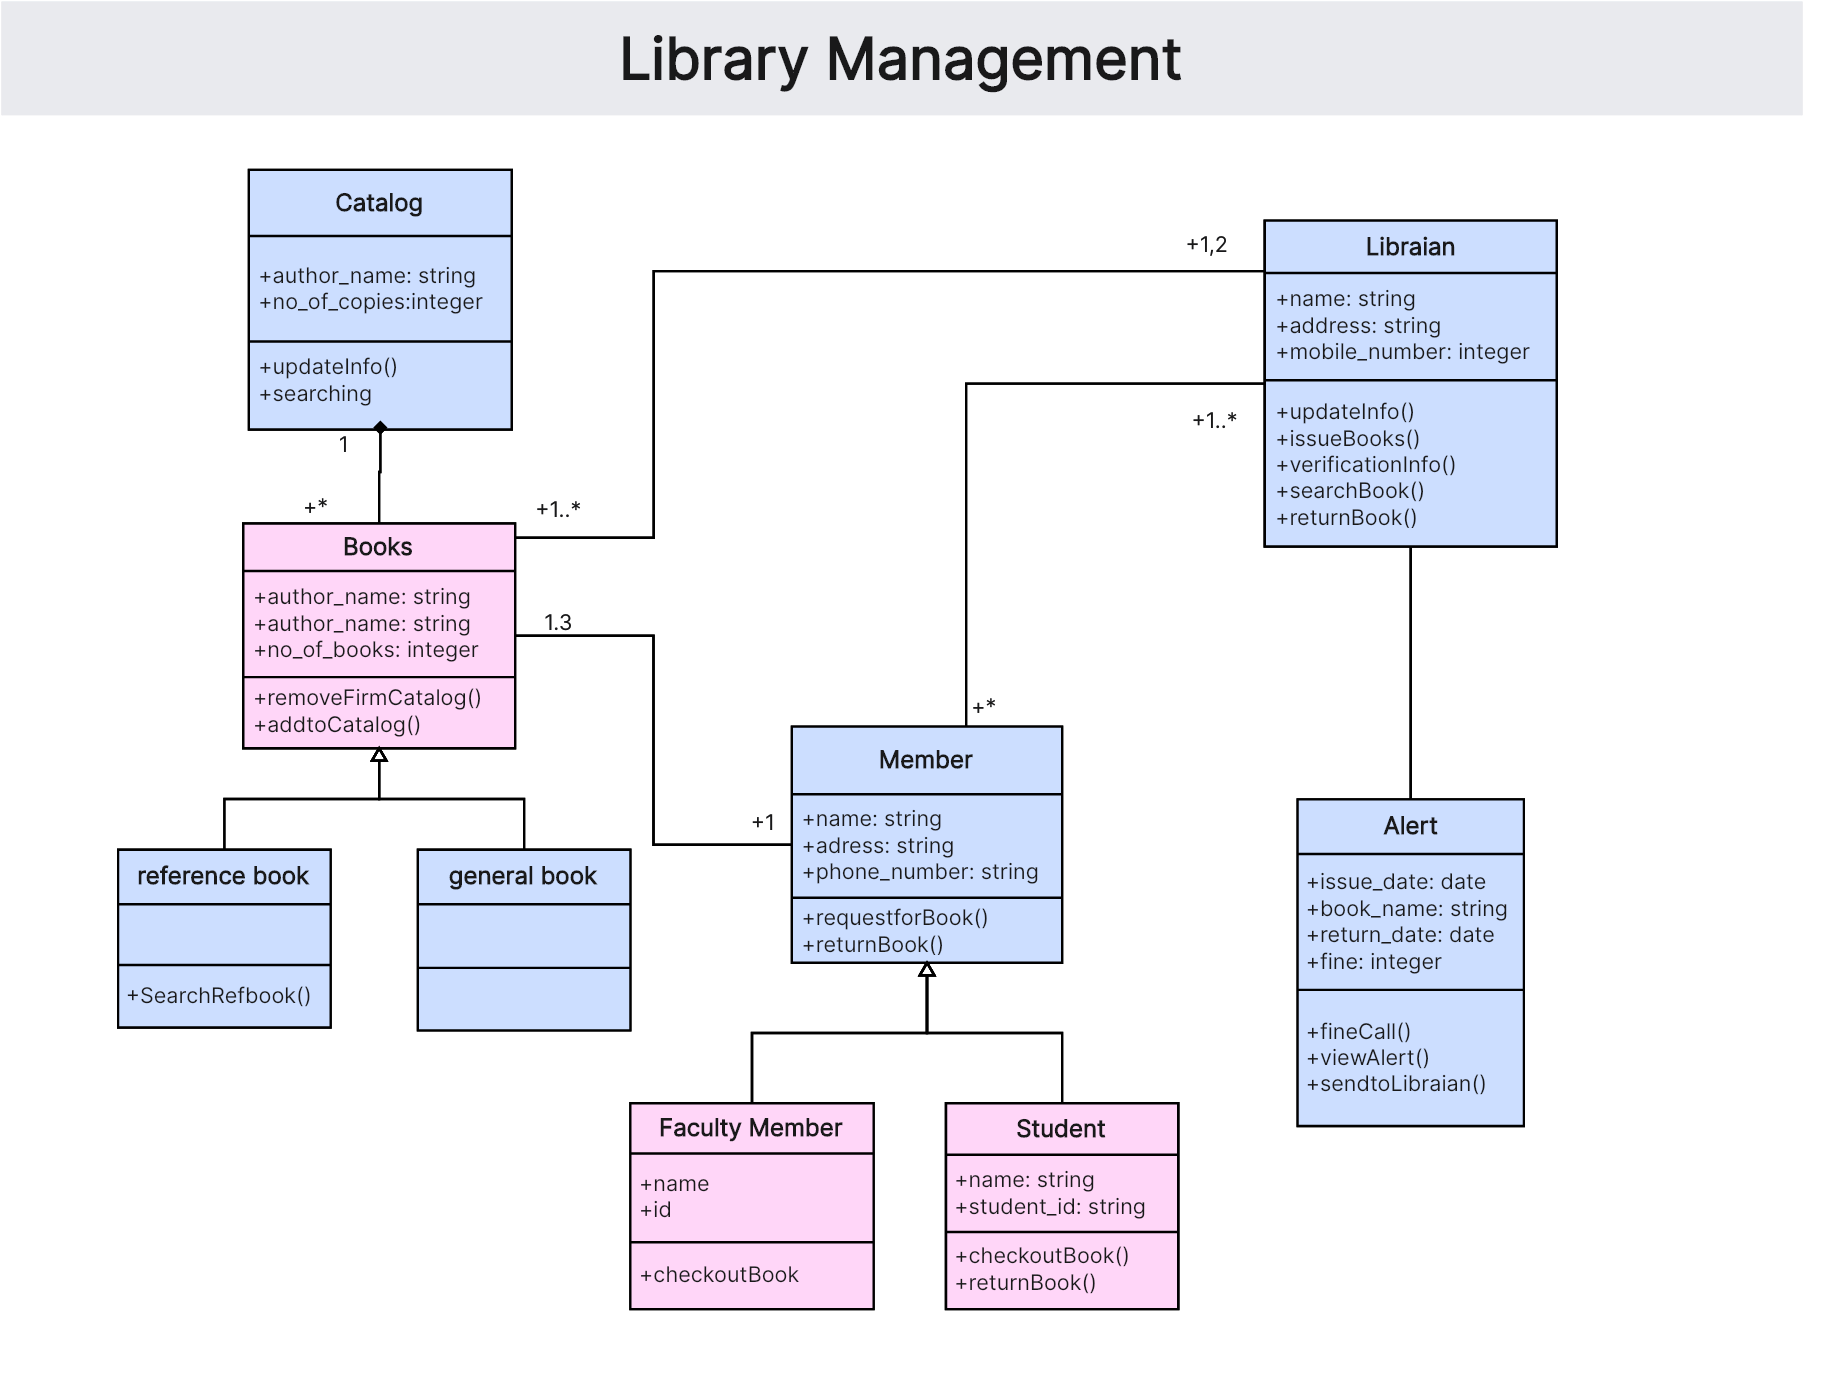 Library Management
Catalog
+author_name: string
+no_of_copies:integer
+updateInfo()
+searching
1
+*
Books
+author_name: string
+author_name: string
+no_of_books: integer
+removeFirmCatalog()
+addtoCatalog()
+1..*
+1,2
1.3
+1
Libraian
+name: string
+address: string
+mobile_number: integer
+updateInfo()
+issueBooks()
+verificationInfo()
+searchBook()
+returnBook()
+1..*
+*
Member
+name: string
+adress: string
+phone_number: string
+requestforBook()
+returnBook()
reference book
+SearchRefbook()
general book
Alert
+issue_date: date
+book_name: string
+return_date: date
+fine: integer
+fineCall()
+viewAlert()
+sendtoLibraian()
Faculty Member
+name
+id
+checkoutBook
Student
+name: string
+student_id: string
+checkoutBook()
+returnBook()